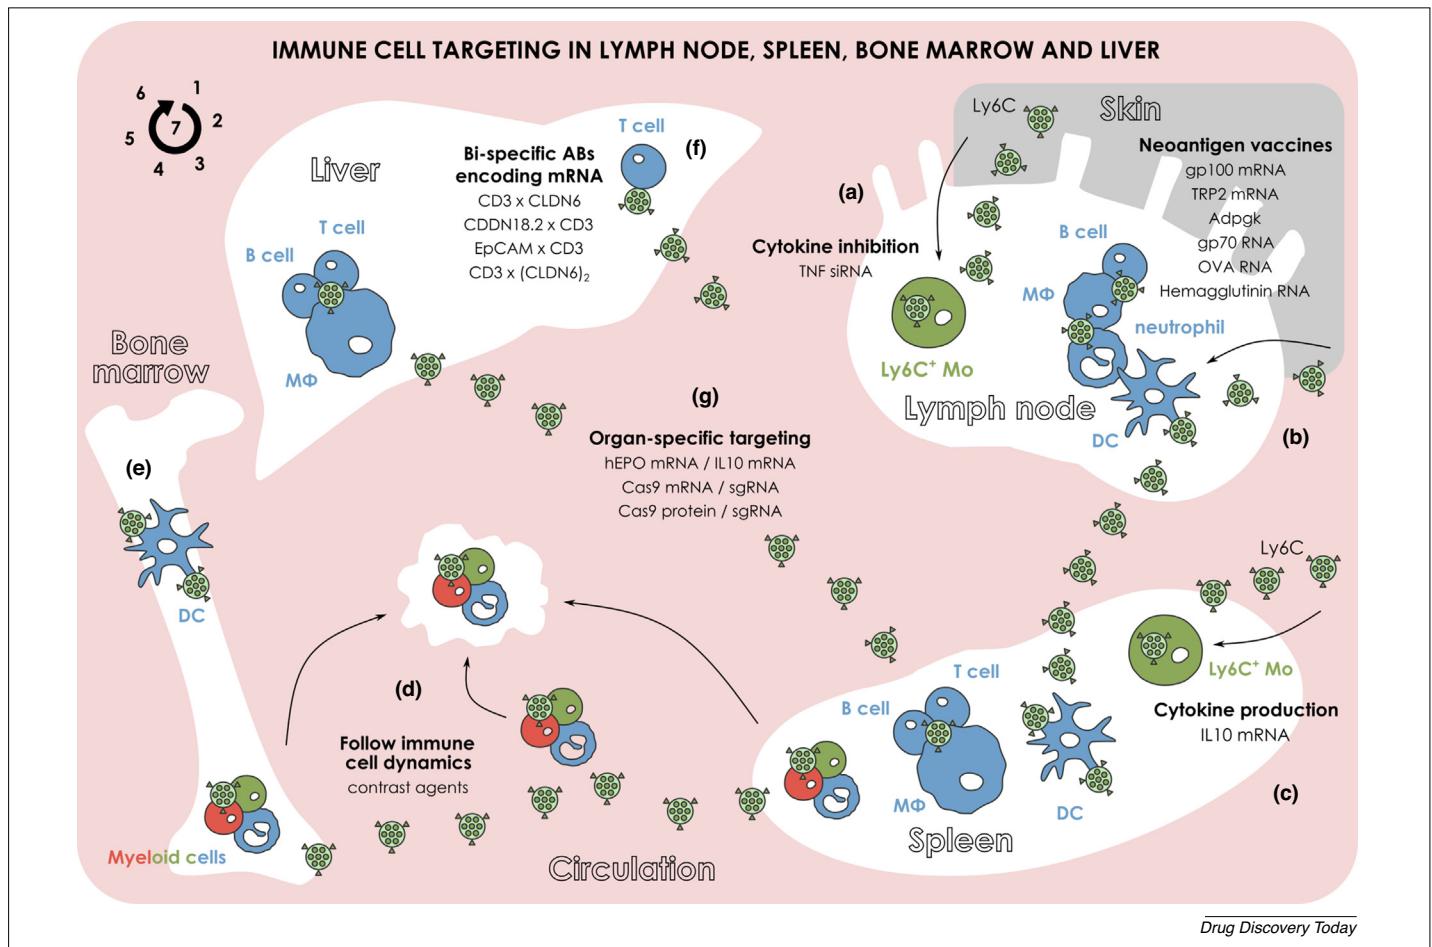 IMMUNE CELL TARGETING IN LYMPH NODE, SPLEEN, BONE MARROW AND LIVER
6 1
5 7 2
4 3
Liver
T cell
B cell
MΦ
Bi-specific ABs
encoding mRNA
CD3 x CLDN6
CDDN18.2 x CD3
EpCAM x CD3
CD3 x (CLDN6)₂
T cell
(f)
Ly6C
Skin
(a)
Cytokine inhibition
TNF siRNA
Ly6C⁺ Mo
Neoantigen vaccines
gp100 mRNA
TRP2 mRNA
Adpgk
gp70 RNA
OVA RNA
Hemagglutinin RNA
B cell
MΦ
neutrophil
Lymph node
DC
(b)
Bone
marrow
(e)
DC
Myeloid cells
(g)
Organ-specific targeting
hEPO mRNA / IL10 mRNA
Cas9 mRNA / sgRNA
Cas9 protein / sgRNA
(d)
Follow immune
cell dynamics
contrast agents
Circulation
Ly6C
Ly6C⁺ Mo
Cytokine production
IL10 mRNA
(c)
T cell
B cell
MΦ
DC
Spleen
Drug Discovery Today